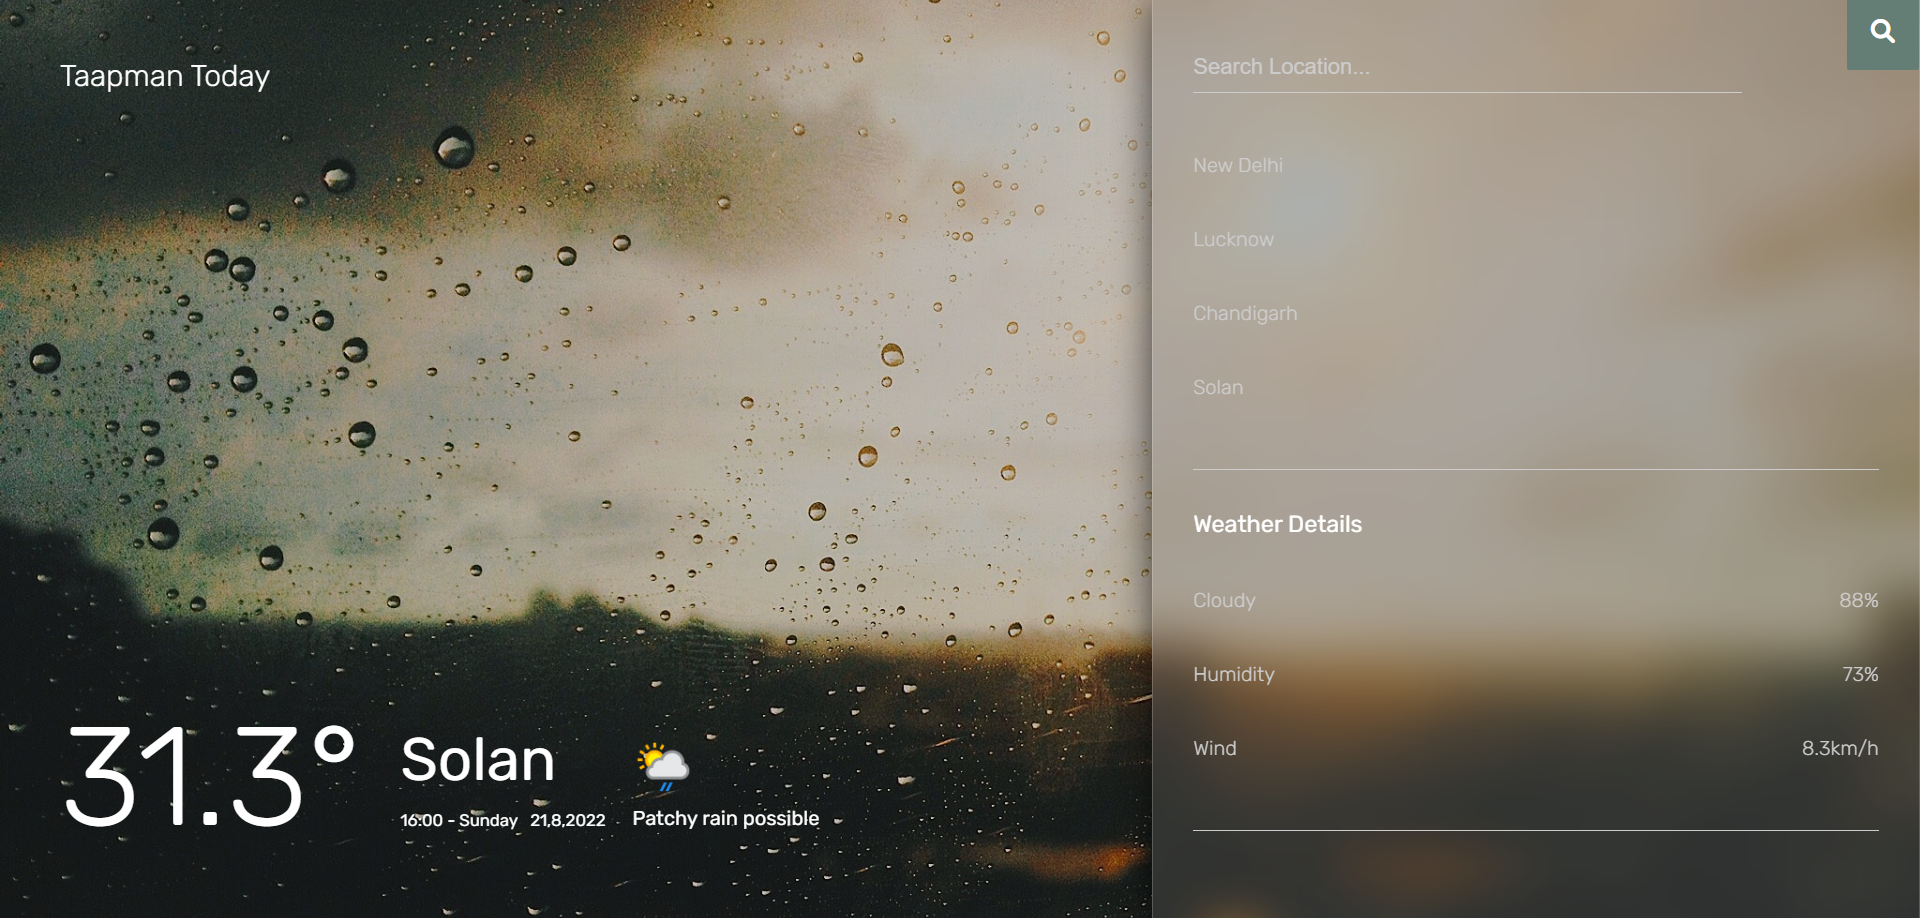 Taapman Today
31.3°
Solan
16:00 - Sunday 21,8,2022
Patchy rain possible
Search Location...
New Delhi
Lucknow
Chandigarh
Solan
Weather Details
Cloudy 88%
Humidity 73%
Wind 8.3km/h